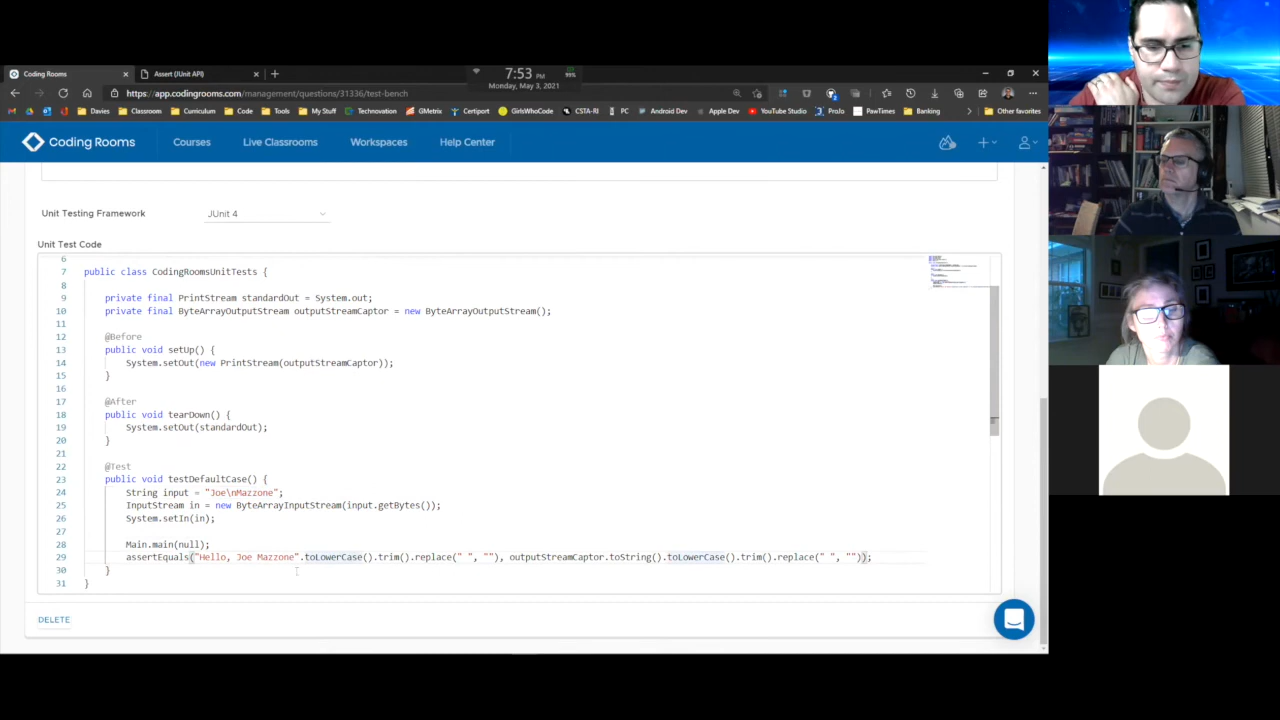 Coding Rooms
Assert (JUnit API)
7:53 PM
99%
Monday, May 3, 2021
https://app.codingrooms.com/management/questions/31336/test-bench
Davies
Classroom
Curriculum
Code
Tools
My Stuff
Technovation
GMetrix
Certiport
GirlsWhoCode
CSTA-RI
PC
Android Dev
Apple Dev
YouTube Studio
ProJo
PawTimes
Banking
Other favorites
Coding Rooms
Courses
Live Classrooms
Workspaces
Help Center
Unit Testing Framework
JUnit 4
Unit Test Code
6
7 public class CodingRoomsUnitTests {
8
9 private final PrintStream standardOut = System.out;
10 private final ByteArrayOutputStream outputStreamCaptor = new ByteArrayOutputStream();
11
12 @Before
13 public void setUp() {
14 System.setOut(new PrintStream(outputStreamCaptor));
15 }
16
17 @After
18 public void tearDown() {
19 System.setOut(standardOut);
20 }
21
22 @Test
23 public void testDefaultCase() {
24 String input = "Joe\nMazzone";
25 InputStream in = new ByteArrayInputStream(input.getBytes());
26 System.setIn(in);
27
28 Main.main(null);
29 assertEquals("Hello, Joe Mazzone".toLowerCase().trim().replace(" ", ""), outputStreamCaptor.toString().toLowerCase().trim().replace(" ", ""));
30 }
31 }
DELETE